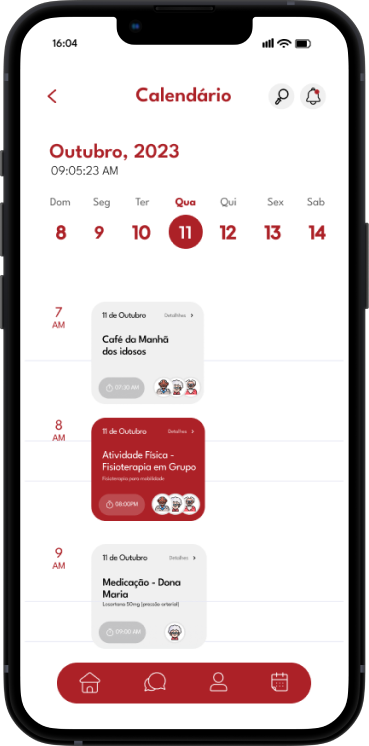 16:04
Calendário
Outubro, 2023
09:05:23 AM
Dom Seg Ter Qua Qui Sex Sab
8 9 10 11 12 13 14
7
AM
11 de Outubro Detalhes >
Café da Manhã
dos idosos
07:30 AM
8
AM
11 de Outubro Detalhes >
Atividade Física -
Fisioterapia em Grupo
Fisioterapia para mobilidade
08:00PM
9
AM
11 de Outubro Detalhes >
Medicação - Dona
Maria
Losartana 50mg (pressão arterial)
09:00 AM